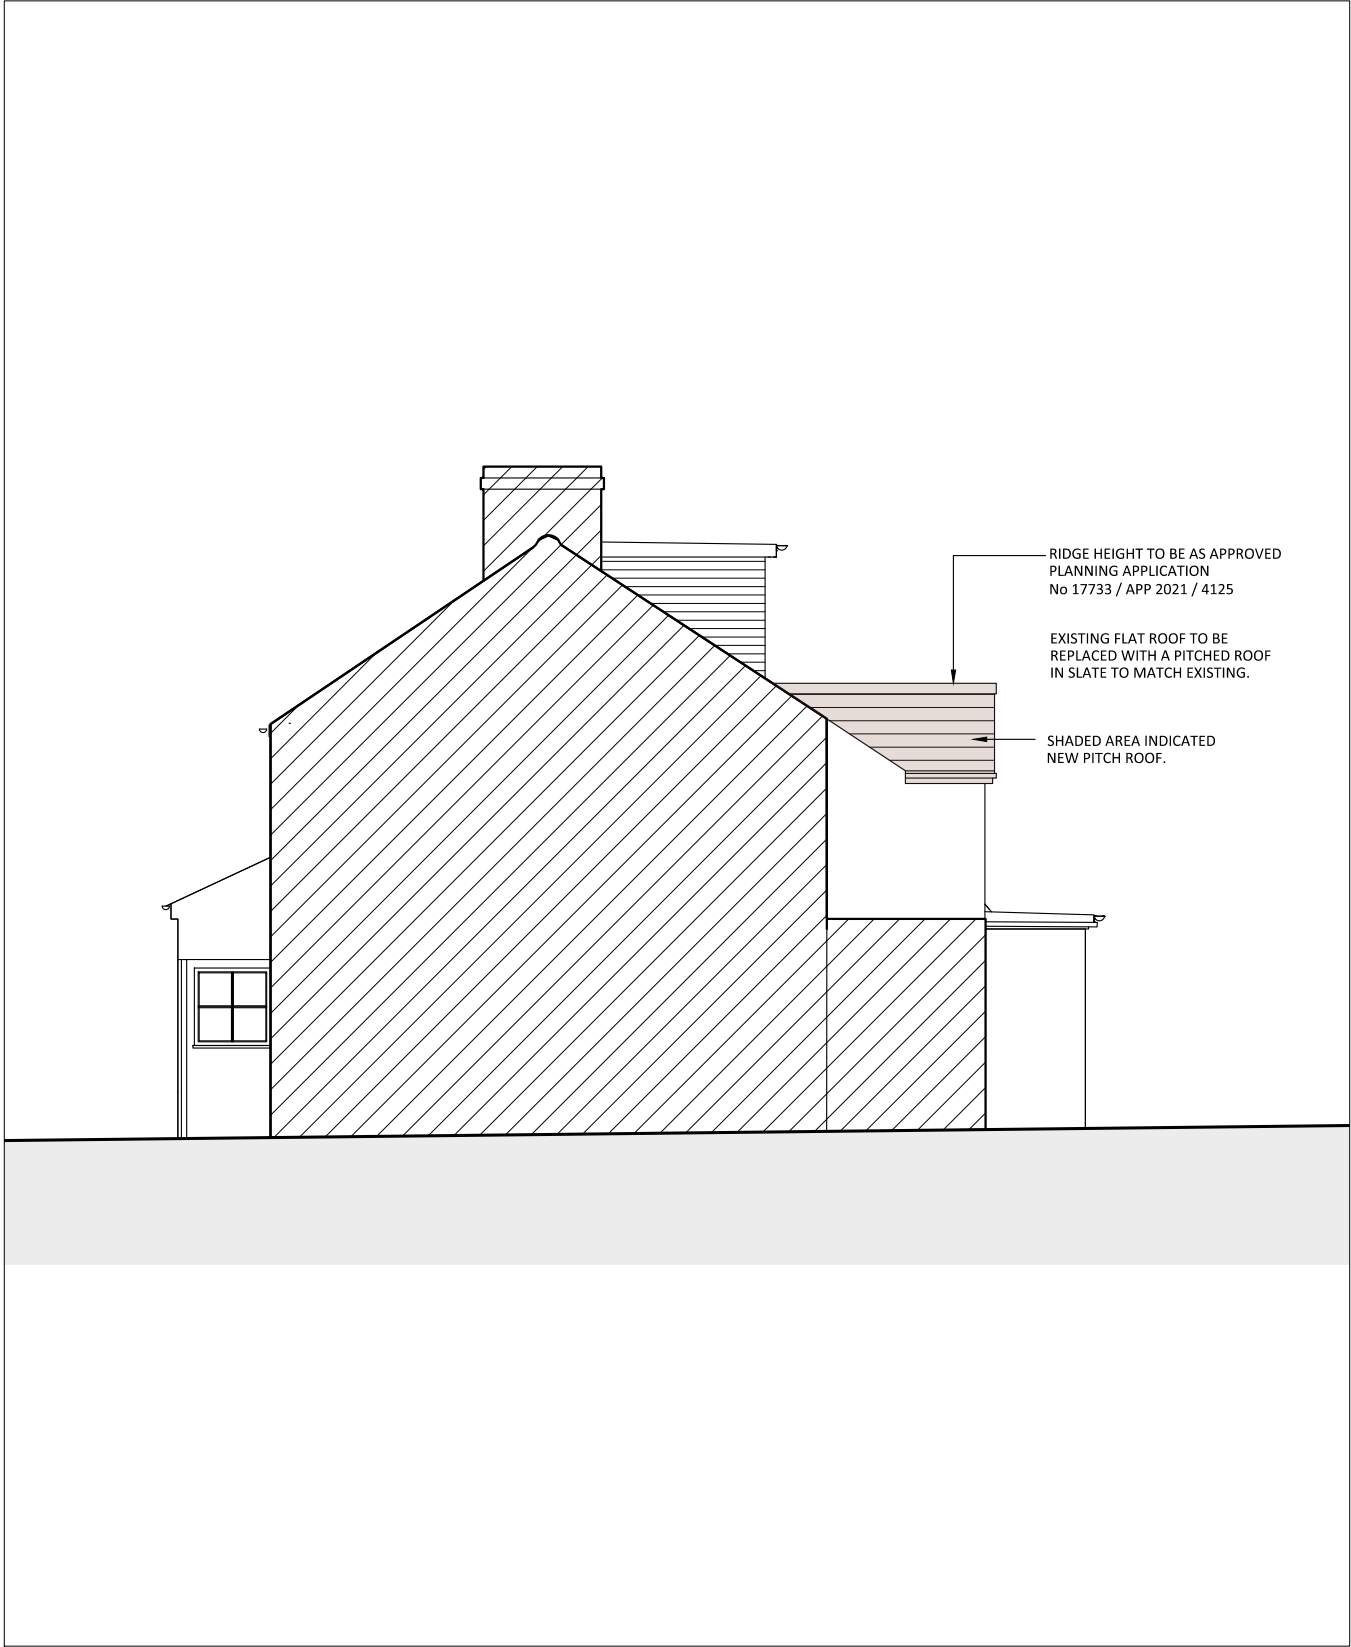 RIDGE HEIGHT TO BE AS APPROVED
PLANNING APPLICATION
No 17733 / APP 2021 / 4125
EXISTING FLAT ROOF TO BE
REPLACED WITH A PITCHED ROOF
IN SLATE TO MATCH EXISTING.
SHADED AREA INDICATED
NEW PITCH ROOF.